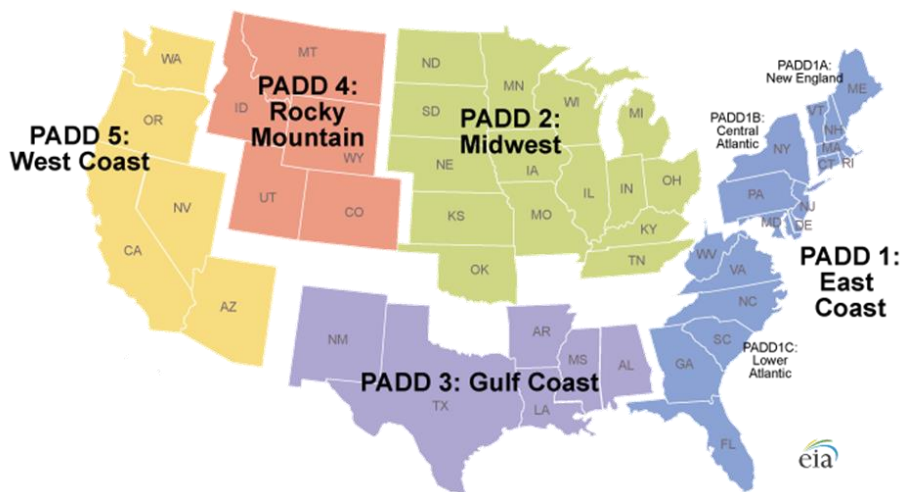 WA
OR
CA
NV
AZ
PADD 5:
West Coast
MT
ID
WY
UT
CO
PADD 4:
Rocky
Mountain
ND
SD
NE
KS
OK
MN
IA
MO
WI
IL
IN
MI
OH
KY
TN
PADD 2:
Midwest
NM
TX
AR
LA
MS
AL
PADD 3: Gulf Coast
PADD1A:
New England
ME
VT
NH
MA
CT
RI
PADD1B:
Central
Atlantic
NY
PA
NJ
MD
DE
WV
VA
NC
SC
GA
FL
PADD 1:
East
Coast
PADD1C:
Lower
Atlantic
eia